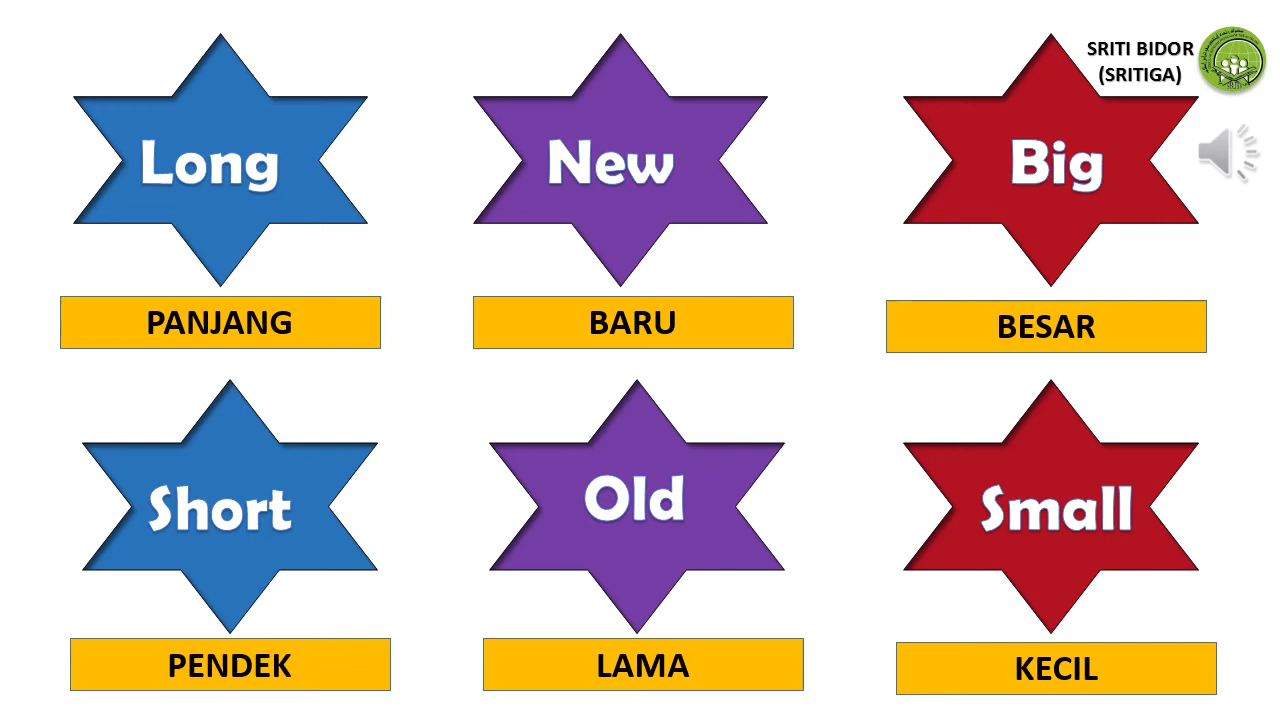 SRITI BIDOR
(SRITIGA)
Long
New
Big
PANJANG
BARU
BESAR
Short
Old
Small
PENDEK
LAMA
KECIL